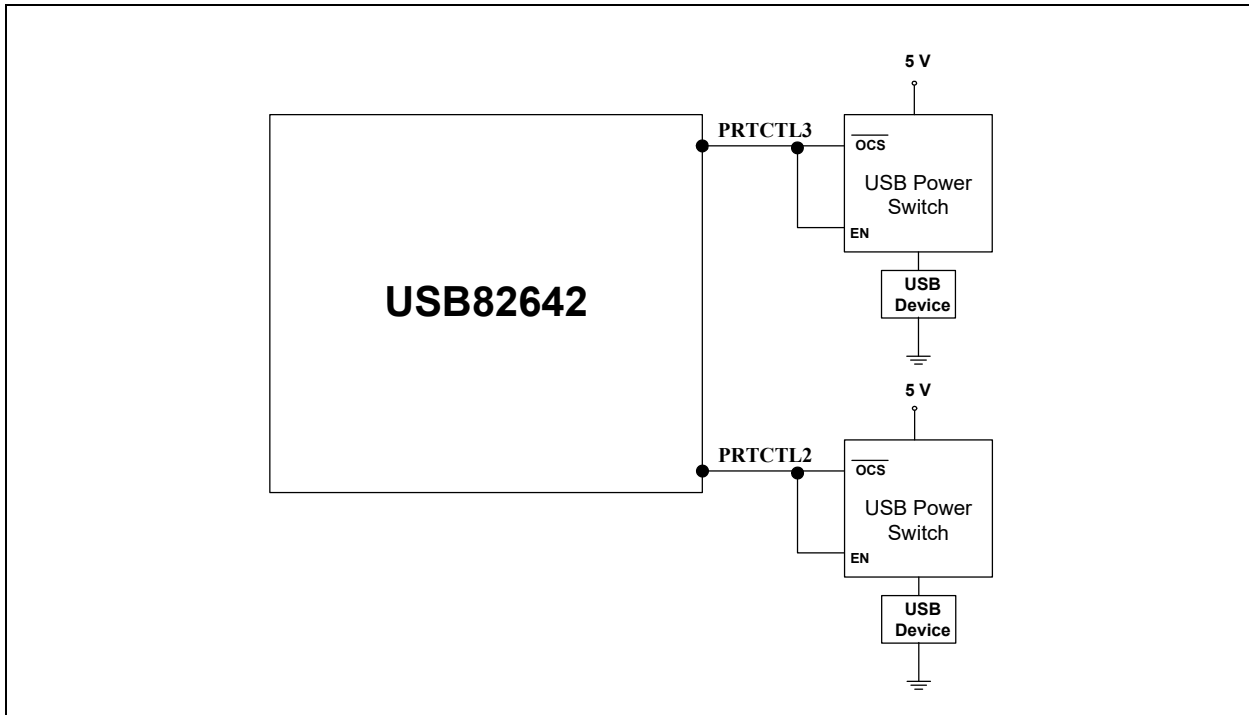 5 V
PRTCTL3
OCS
USB Power
Switch
EN
USB82642
USB
Device
5 V
PRTCTL2
OCS
USB Power
Switch
EN
USB
Device